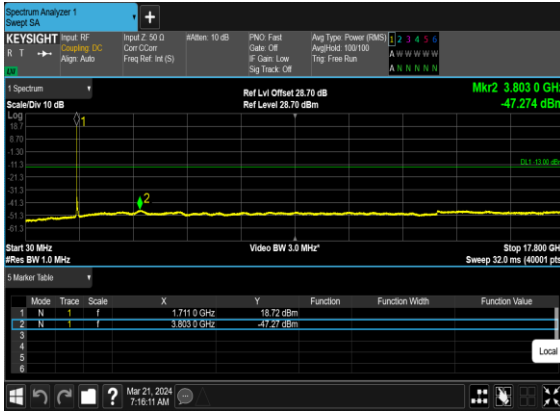 Spectrum Analyzer 1
Swept SA
KEYSIGHT Input: RF Input Z: 50 Ω #Atten: 10 dB PNO: Fast Avg Type: Power (RMS) 1 2 3 4 5 6
R T Coupling: DC Corr CCorr Gate: Off Avg|Hold: 100/100 A W W W W W
Align: Auto Freq Ref: Int (S) IF Gain: Low Trig: Free Run
Sig Track: Off A N N N N N
1 Spectrum Ref Lvl Offset 28.70 dB Mkr2 3.803 0 GHz
Scale/Div 10 dB Ref Level 28.70 dBm -47.274 dBm
Log
18.7 1
8.70
-1.30
-11.3 DL1 -13.00 dBm
-21.3
-31.3
-41.3 2
-51.3
-61.3
Start 30 MHz Video BW 3.0 MHz* Stop 17.800 GHz
#Res BW 1.0 MHz Sweep 32.0 ms (40001 pts)
5 Marker Table
Mode Trace Scale X Y Function Function Width Function Value
1 N 1 f 1.711 0 GHz 18.72 dBm
2 N 1 f 3.803 0 GHz -47.27 dBm
3
4
5
6
Local
? Mar 21, 2024
7:16:11 AM